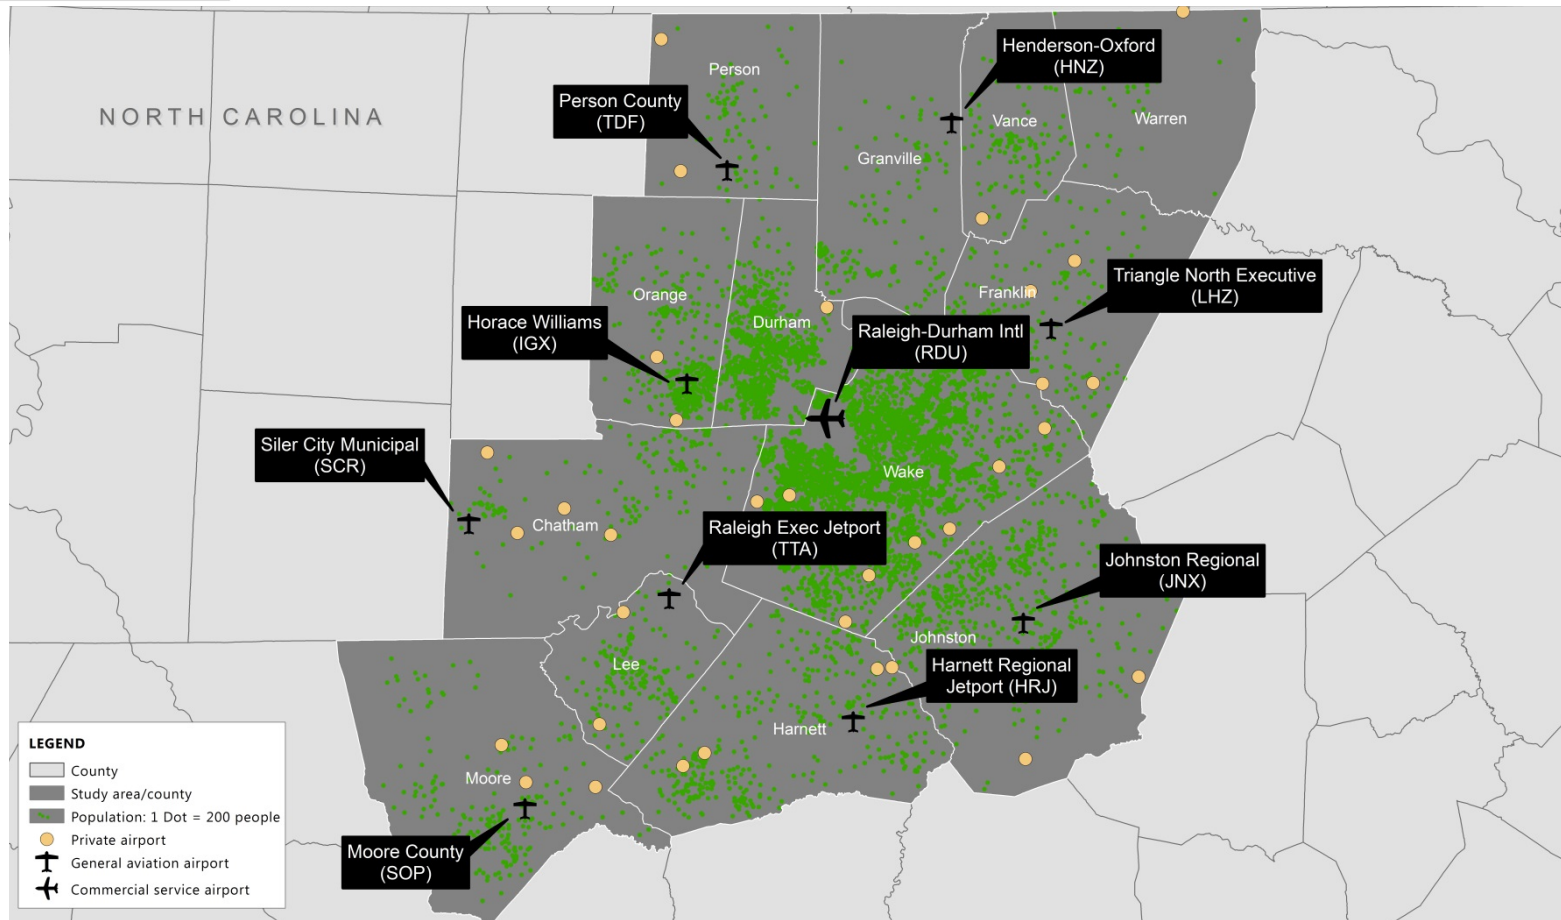 NORTH CAROLINA
Person
Henderson-Oxford
(HNZ)
Person County
(TDF)
Vance
Warren
Granville
Triangle North Executive
(LHZ)
Orange
Franklin
Horace Williams
(IGX)
Durham
Raleigh-Durham Intl
(RDU)
Siler City Municipal
(SCR)
Wake
Chatham
Raleigh Exec Jetport
(TTA)
Johnston Regional
(JNX)
Johnston
Lee
Harnett Regional
Jetport (HRJ)
Harnett
Moore
Moore County
(SOP)
LEGEND
County
Study area/county
Population: 1 Dot = 200 people
Private airport
General aviation airport
Commercial service airport